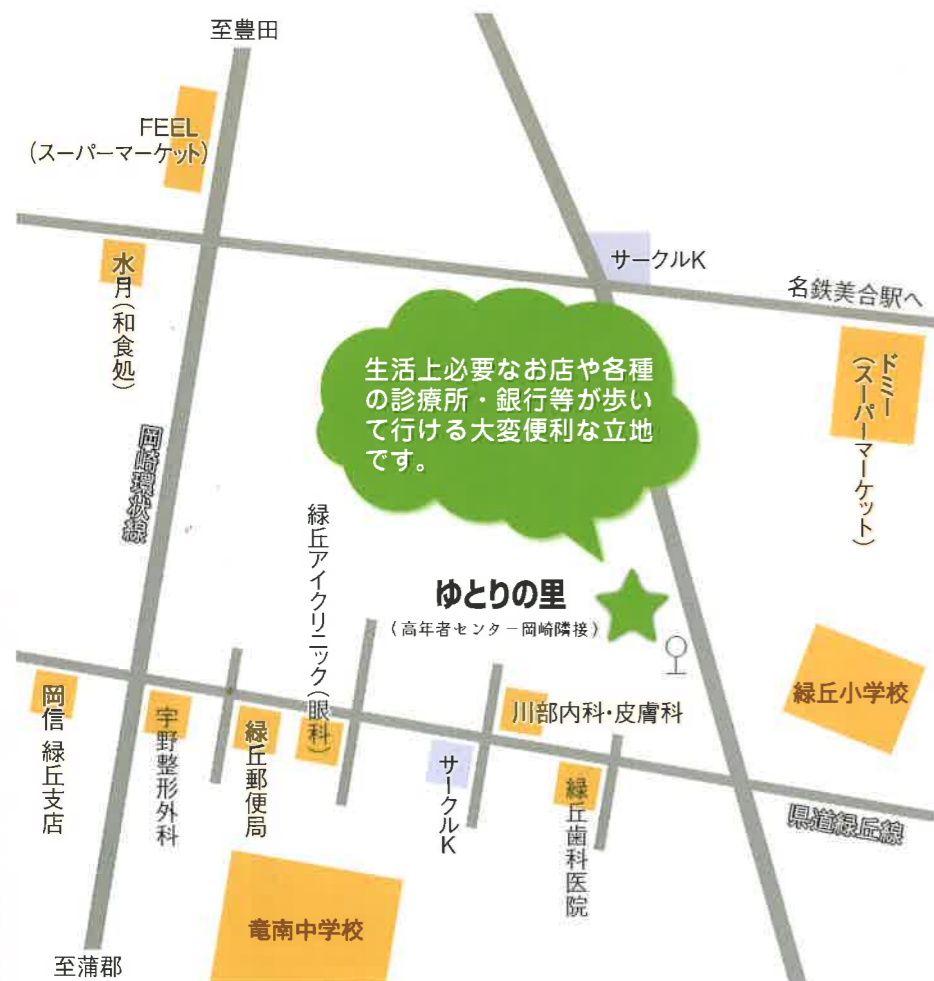 至豊田
FEEL
(スーパーマーケット)
サークルK
水月(和食処)
名鉄美合駅へ
ドミー
(スーパーマーケット)
生活上必要なお店や各種
の診療所・銀行等が歩い
て行ける大変便利な立地
です。
岡崎環状線
緑丘アイクリニック(眼科)
ゆとりの里
(高年者センター岡崎隣接)
緑丘小学校
岡信 緑丘支店
宇野整形外科
緑丘郵便局
サークルK
川部内科・皮膚科
緑丘歯科医院
県道緑丘線
竜南中学校
至蒲郡